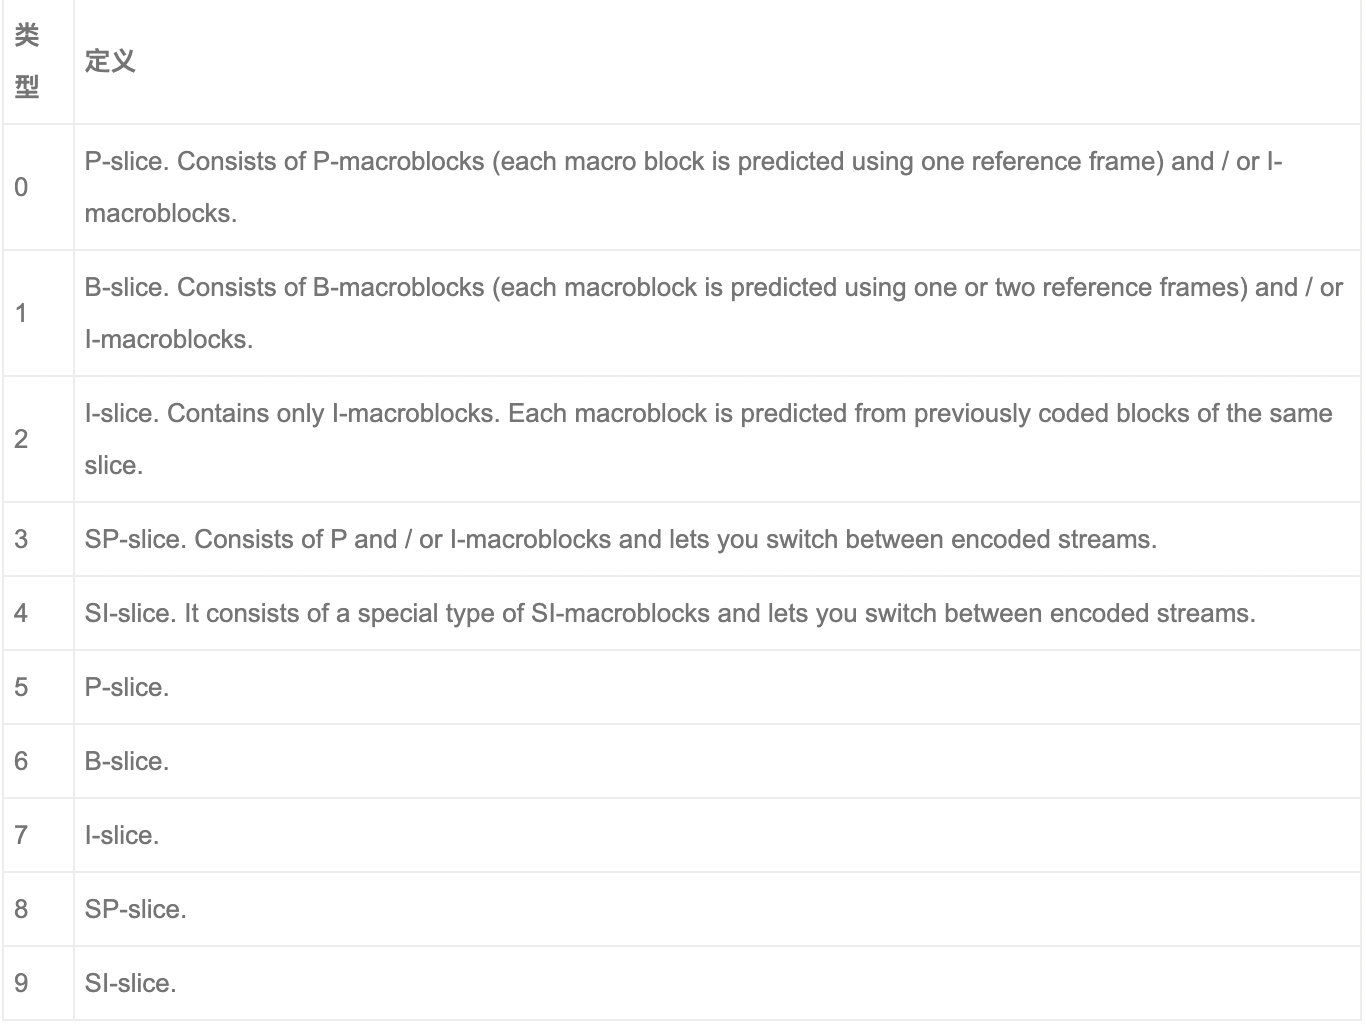 类
型
定义
0
P-slice. Consists of P-macroblocks (each macro block is predicted using one reference frame) and / or I-
macroblocks.
1
B-slice. Consists of B-macroblocks (each macroblock is predicted using one or two reference frames) and / or
I-macroblocks.
2
I-slice. Contains only I-macroblocks. Each macroblock is predicted from previously coded blocks of the same
slice.
3
SP-slice. Consists of P and / or I-macroblocks and lets you switch between encoded streams.
4
SI-slice. It consists of a special type of SI-macroblocks and lets you switch between encoded streams.
5
P-slice.
6
B-slice.
7
I-slice.
8
SP-slice.
9
SI-slice.